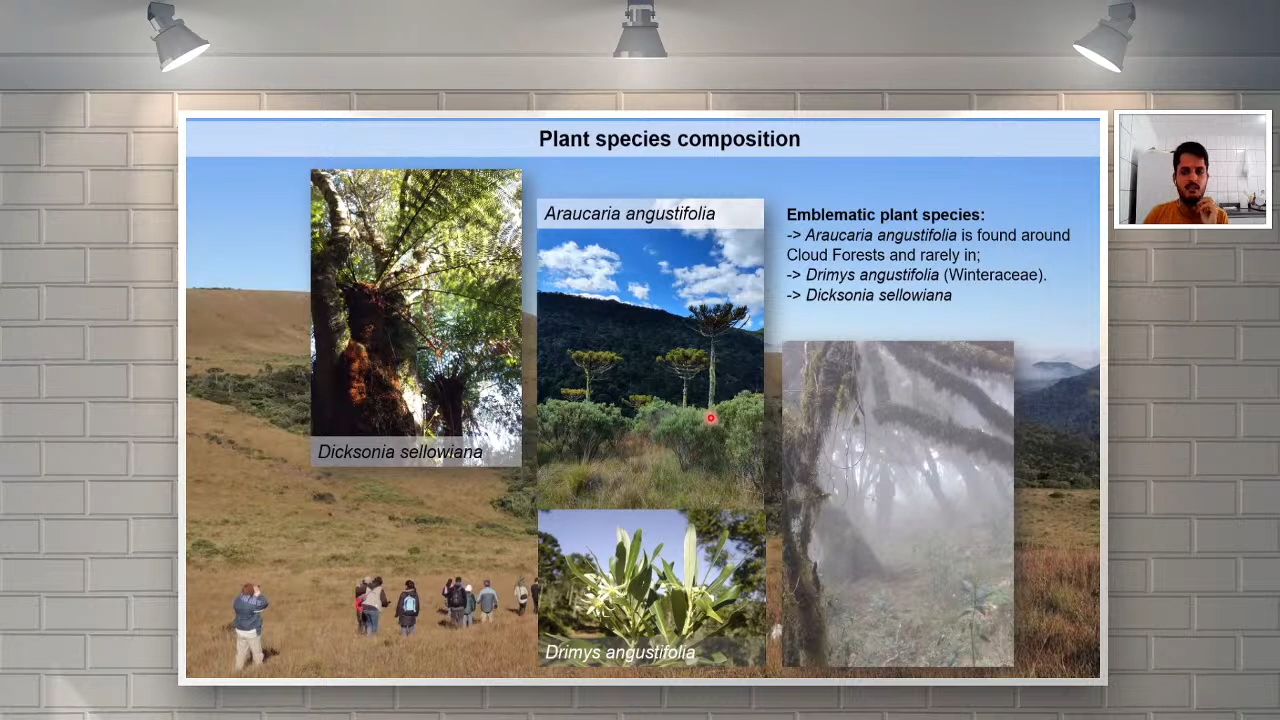 Plant species composition
Araucaria angustifolia
Emblematic plant species:
-> Araucaria angustifolia is found around
Cloud Forests and rarely in;
-> Drimys angustifolia (Winteraceae).
-> Dicksonia sellowiana
Dicksonia sellowiana
Drimys angustifolia